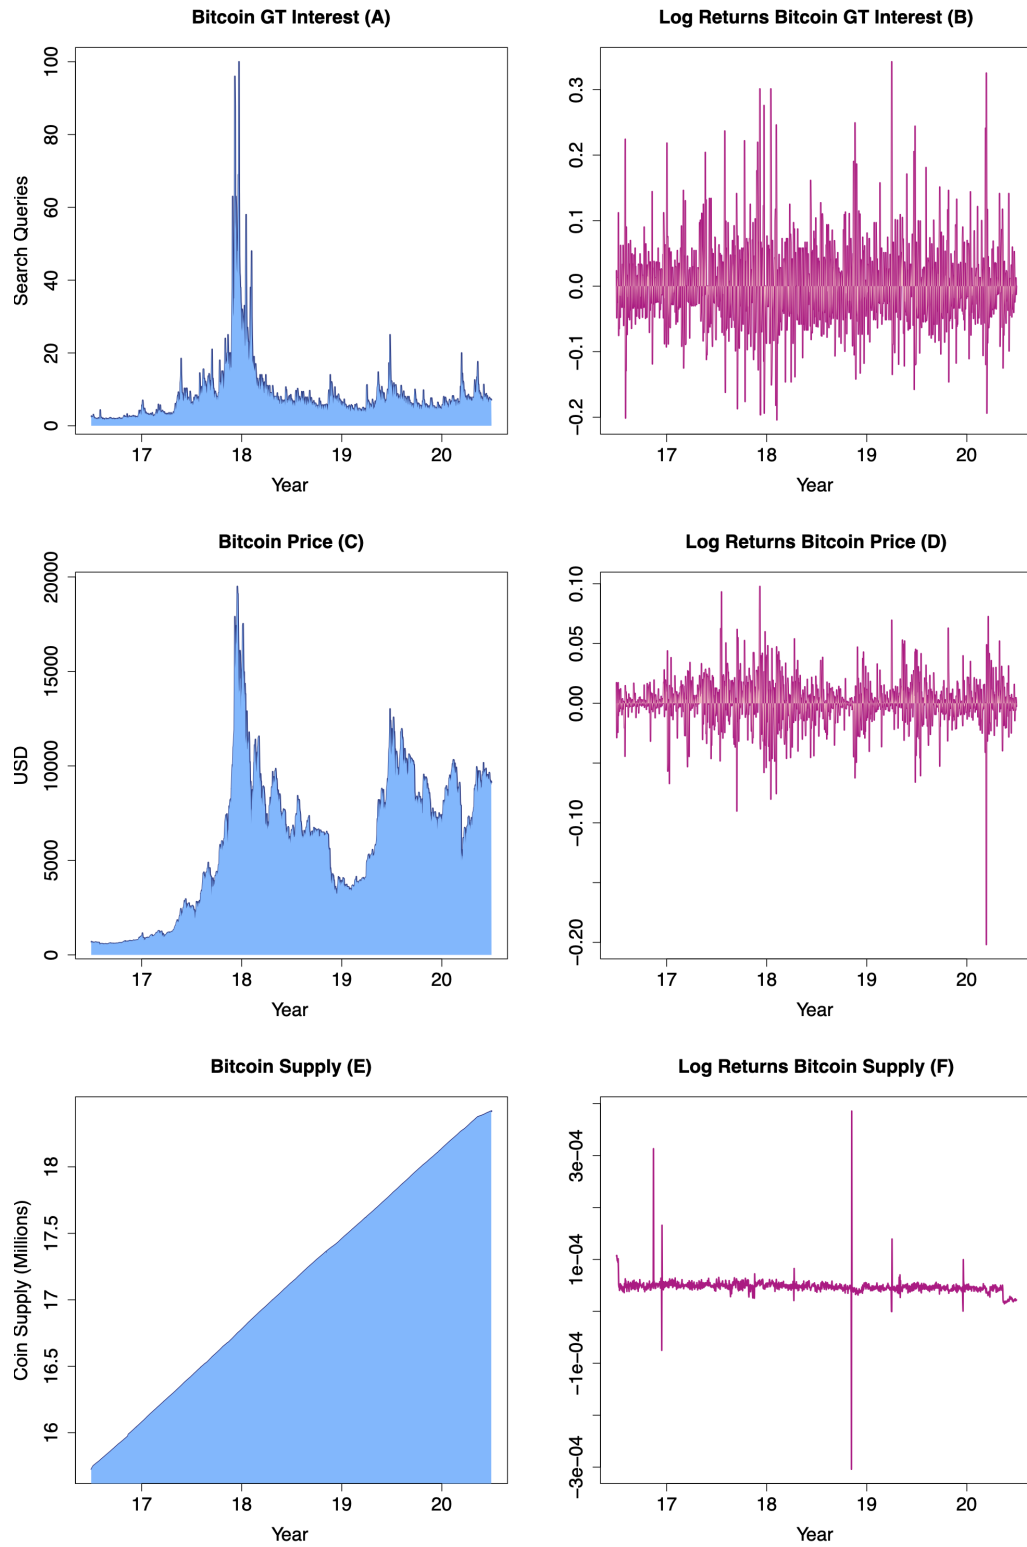 Bitcoin GT Interest (A)
Search Queries
100
80
60
40
20
0
17 18 19 20
Year
Log Returns Bitcoin GT Interest (B)
0.3
0.2
0.1
0.0
−0.1
−0.2
17 18 19 20
Year
Bitcoin Price (C)
USD
20000
15000
10000
5000
0
17 18 19 20
Year
Log Returns Bitcoin Price (D)
0.10
0.05
0.00
−0.10
−0.20
17 18 19 20
Year
Bitcoin Supply (E)
Coin Supply (Millions)
18
17.5
17
16.5
16
17 18 19 20
Year
Log Returns Bitcoin Supply (F)
3e−04
1e−04
−1e−04
−3e−04
17 18 19 20
Year